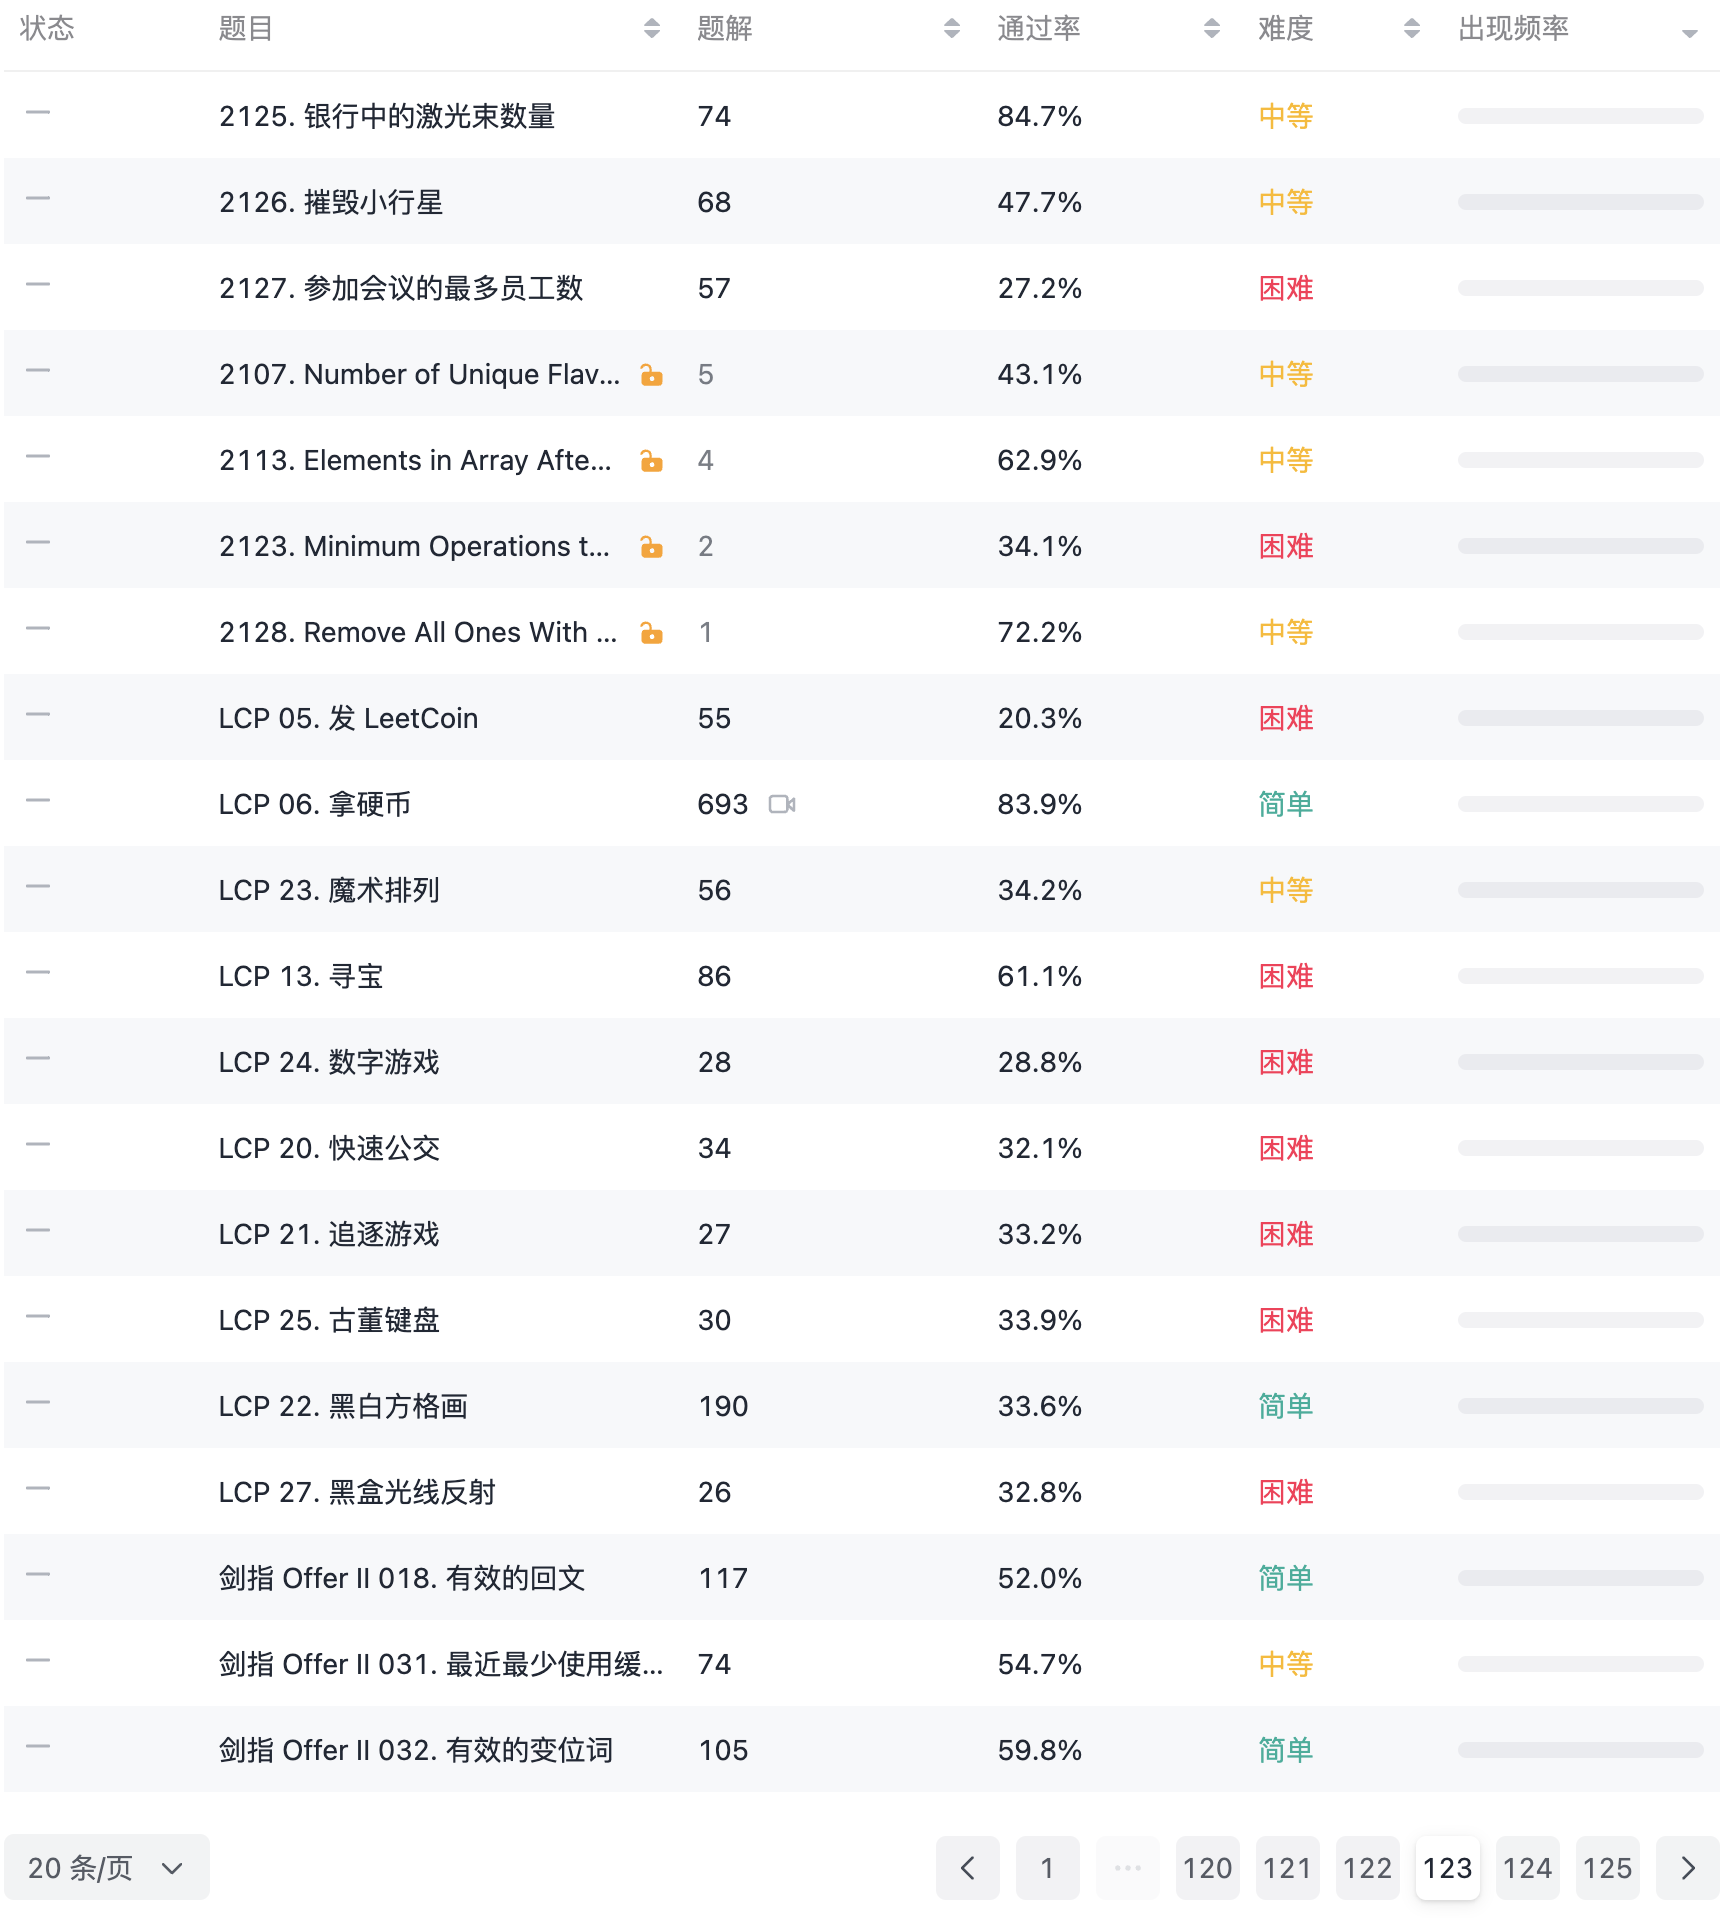 状态 题目 题解 通过率 难度 出现频率
2125. 银行中的激光束数量 74 84.7% 中等
2126. 摧毁小行星 68 47.7% 中等
2127. 参加会议的最多员工数 57 27.2% 困难
2107. Number of Unique Flav... 5 43.1% 中等
2113. Elements in Array Afte... 4 62.9% 中等
2123. Minimum Operations t... 2 34.1% 困难
2128. Remove All Ones With ... 1 72.2% 中等
LCP 05. 发 LeetCoin 55 20.3% 困难
LCP 06. 拿硬币 693 83.9% 简单
LCP 23. 魔术排列 56 34.2% 中等
LCP 13. 寻宝 86 61.1% 困难
LCP 24. 数字游戏 28 28.8% 困难
LCP 20. 快速公交 34 32.1% 困难
LCP 21. 追逐游戏 27 33.2% 困难
LCP 25. 古董键盘 30 33.9% 困难
LCP 22. 黑白方格画 190 33.6% 简单
LCP 27. 黑盒光线反射 26 32.8% 困难
剑指 Offer II 018. 有效的回文 117 52.0% 简单
剑指 Offer II 031. 最近最少使用缓... 74 54.7% 中等
剑指 Offer II 032. 有效的变位词 105 59.8% 简单
20 条/页 1 ... 120 121 122 123 124 125